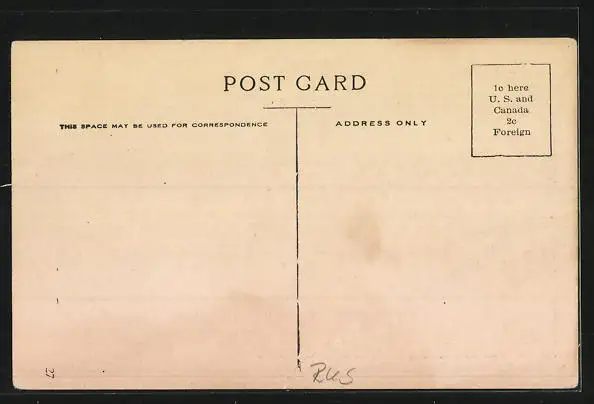 POST CARD
THIS SPACE MAY BE USED FOR CORRESPONDENCE
ADDRESS ONLY
1c here
U. S. and
Canada
2c
Foreign
27
RUS